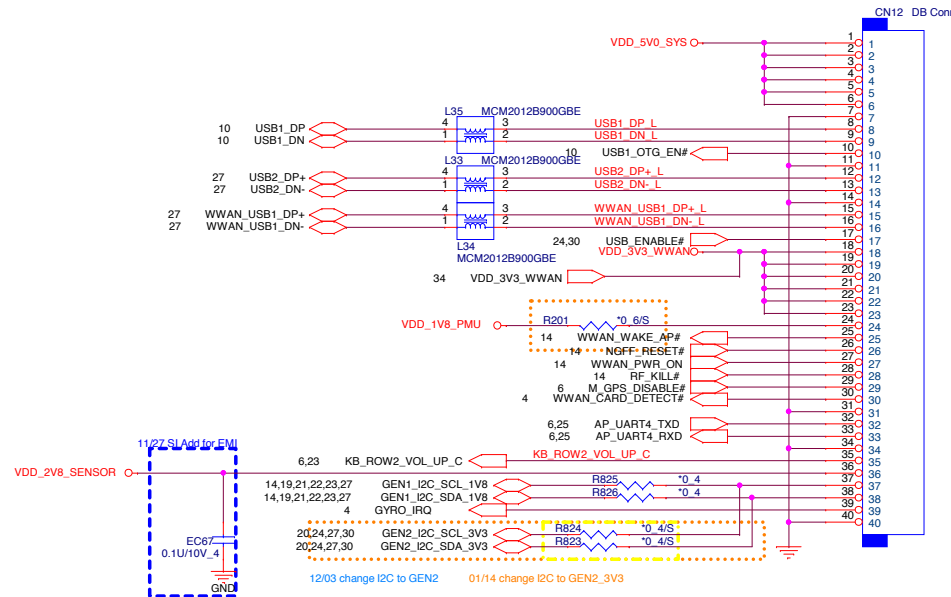 CN12 DB Conn
VDD_5V0_SYS
1 1
2 2
3 3
4 4
5 5
6 6
7 7
L35 MCM2012B900GBE
10 USB1_DP 4 3 USB1_DP_L 8 8
10 USB1_DN 1 2 USB1_DN_L 9 9
10 USB1_OTG_EN# 10 10
L33 MCM2012B900GBE
11 11
27 USB2_DP+ 4 3 USB2_DP+_L 12 12
27 USB2_DN- 1 2 USB2_DN-_L 13 13
14 14
27 WWAN_USB1_DP+ 4 3 WWAN_USB1_DP+_L 15 15
27 WWAN_USB1_DN- 1 2 WWAN_USB1_DN-_L 16 16
L34
MCM2012B900GBE
24,30 USB_ENABLE# 17 17
VDD_3V3_WWAN 18 18
19 19
34 VDD_3V3_WWAN 20 20
21 21
22 22
23 23
VDD_1V8_PMU R201 *0_6/S 24 24
14 WWAN_WAKE_AP# 25 25
14 NGFF_RESET# 26 26
14 WWAN_PWR_ON 27 27
14 RF_KILL# 28 28
6 M_GPS_DISABLE# 29 29
4 WWAN_CARD_DETECT# 30 30
31 31
6,25 AP_UART4_TXD 32 32
6,25 AP_UART4_RXD 33 33
34 34
11/27 SI Add for EMI
6,23 KB_ROW2_VOL_UP_C KB_ROW2_VOL_UP_C 35 35
VDD_2V8_SENSOR 36 36
14,19,21,22,23,27 GEN1_I2C_SCL_1V8 R825 *0_4 37 37
14,19,21,22,23,27 GEN1_I2C_SDA_1V8 R826 *0_4 38 38
4 GYRO_IRQ 39 39
40 40
20,24,27,30 GEN2_I2C_SCL_3V3 R824 *0_4/S
20,24,27,30 GEN2_I2C_SDA_3V3 R823 *0_4/S
EC67
0.1U/10V_4
GND
12/03 change I2C to GEN2 01/14 change I2C to GEN2_3V3